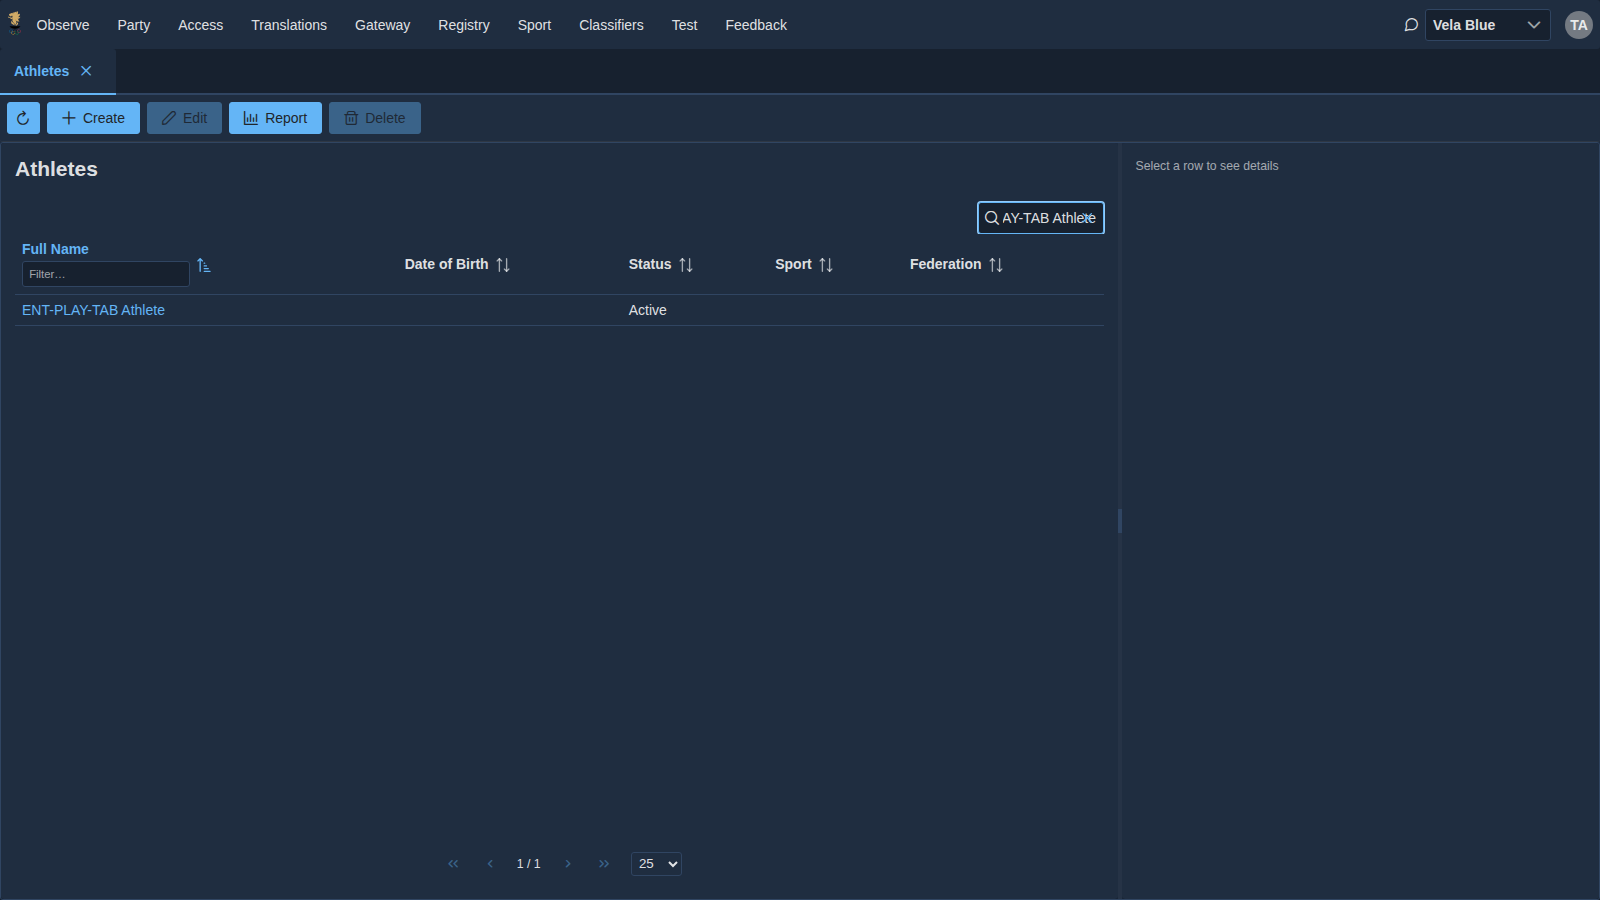 Observe Party Access Translations Gateway Registry Sport Classifiers Test Feedback Vela Blue TA
Athletes
Create Edit Report Delete
Athletes
Select a row to see details
AY-TAB Athlete
Full Name
Filter...
Date of Birth Status Sport Federation
ENT-PLAY-TAB Athlete Active
« ‹ 1 / 1 › » 25